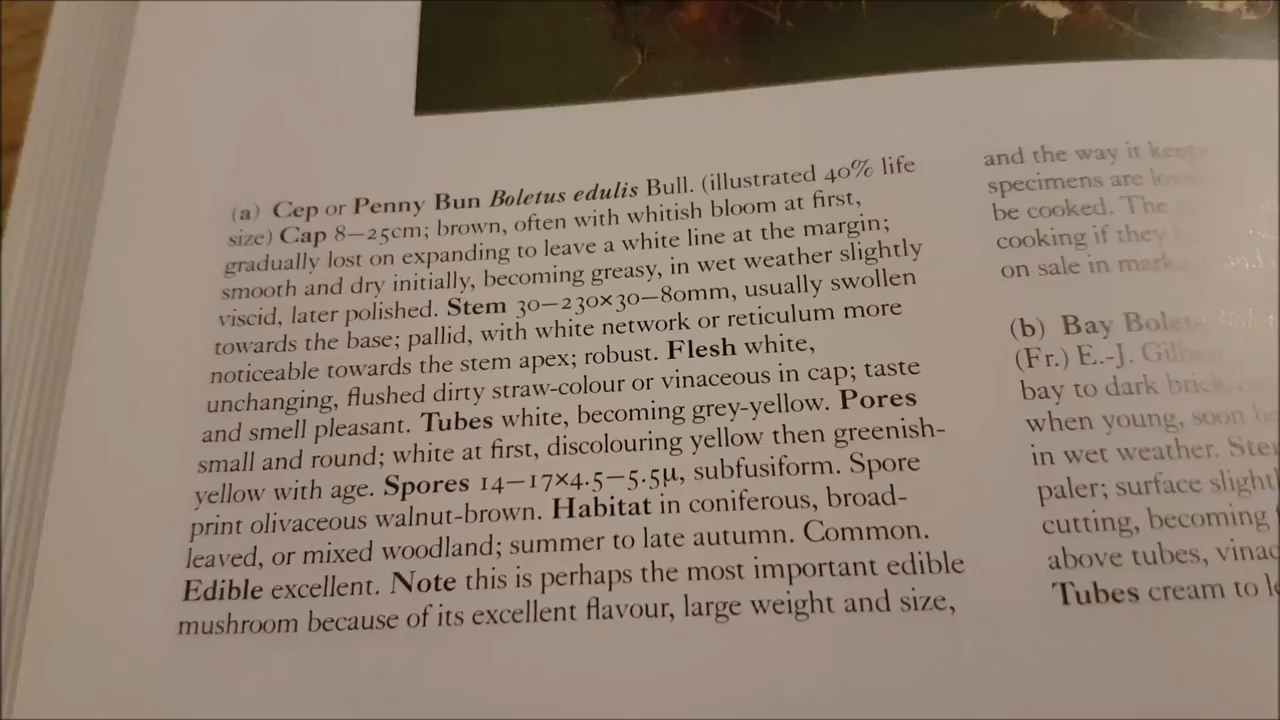 (a) Cep or Penny Bun Boletus edulis Bull. (illustrated 40% life
size) Cap 8–25cm; brown, often with whitish bloom at first,
gradually lost on expanding to leave a white line at the margin;
smooth and dry initially, becoming greasy, in wet weather slightly
viscid, later polished. Stem 30–230×30–80mm, usually swollen
towards the base; pallid, with white network or reticulum more
noticeable towards the stem apex; robust. Flesh white,
unchanging, flushed dirty straw-colour or vinaceous in cap; taste
and smell pleasant. Tubes white, becoming grey-yellow. Pores
small and round; white at first, discolouring yellow then greenish-
yellow with age. Spores 14–17×4.5–5.5µ, subfusiform. Spore
print olivaceous walnut-brown. Habitat in coniferous, broad-
leaved, or mixed woodland; summer to late autumn. Common.
Edible excellent. Note this is perhaps the most important edible
mushroom because of its excellent flavour, large weight and size,
and the way it
specimens are
be cooked. The
cooking if they
on sale in
(b) Bay
(Fr.) E.-J.
bay to dark brick
when young, soon
in wet weather.
paler; surface
cutting, becoming
above tubes,
Tubes cream to